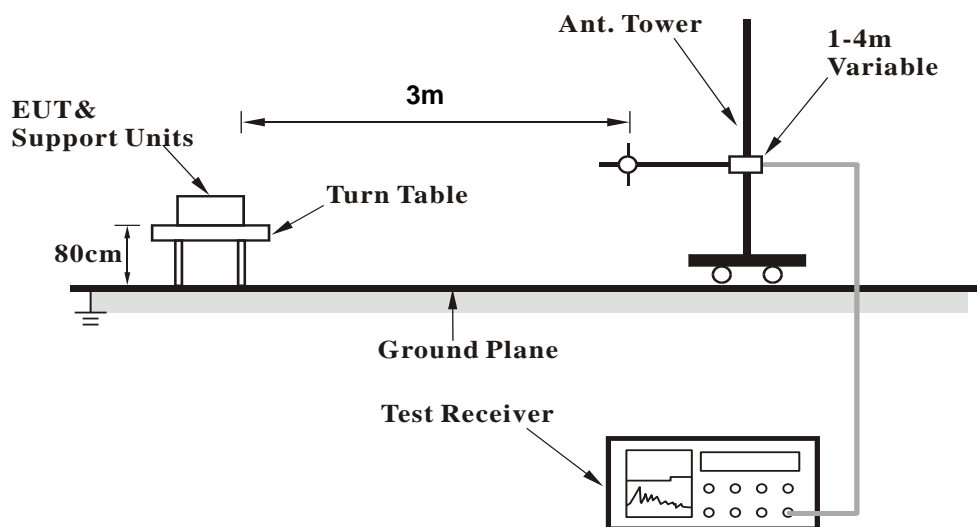 Ant. Tower
1-4m
Variable
3m
EUT&
Support Units
Turn Table
80cm
Ground Plane
Test Receiver